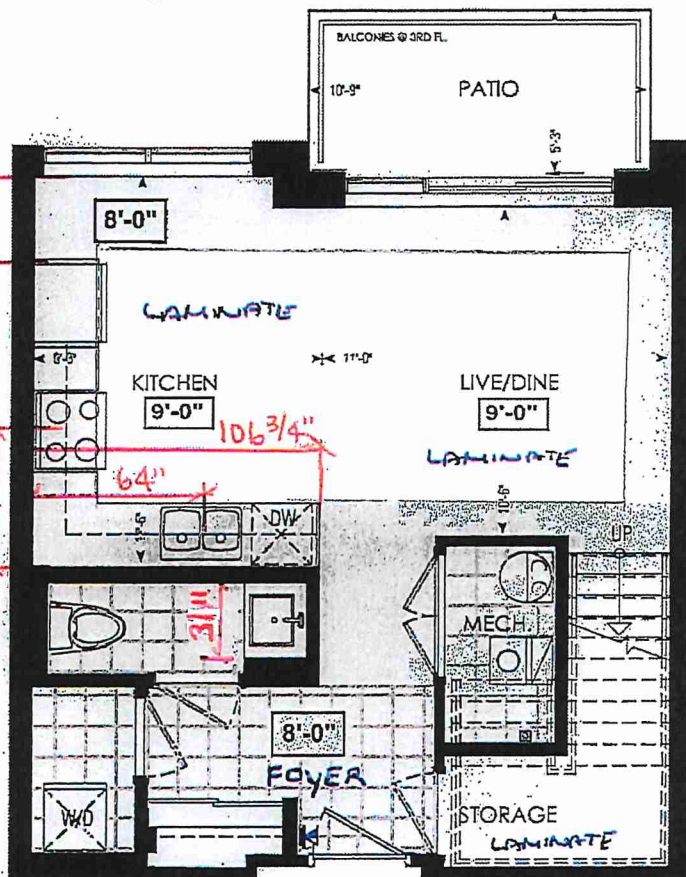 BALCONIES @ 3RD FL.
10'-9"
PATIO
5'-3"
8'-0"
LAMINATE
11'-0"
KITCHEN
9'-0"
LIVE/DINE
9'-0"
106 3/4"
LAMINATE
64"
DW
UP
31"
MECH.
8'-0"
FOYER
W/D
STORAGE
LAMINATE